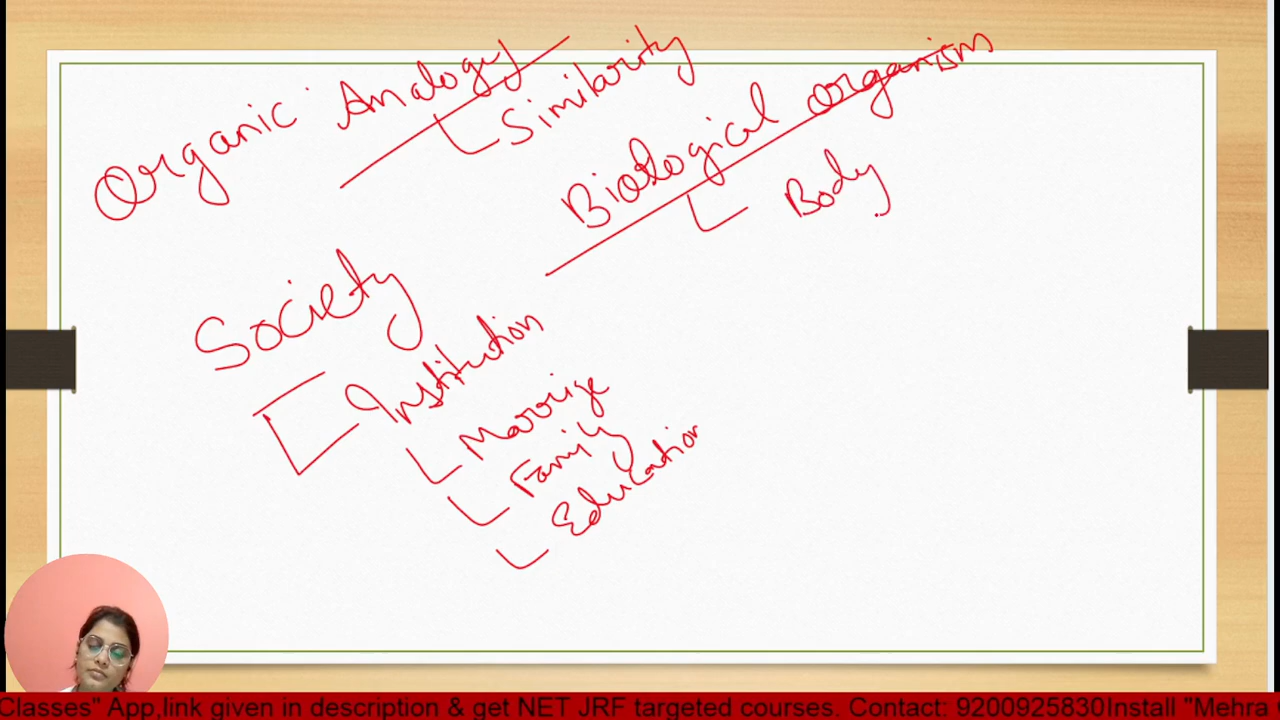 Organic Analogy
Similarity
Biological organism
Body
Society
Institution
Marrige
Family
Education
Classes" App,link given in description & get NET JRF targeted courses. Contact: 9200925830Install "Mehra